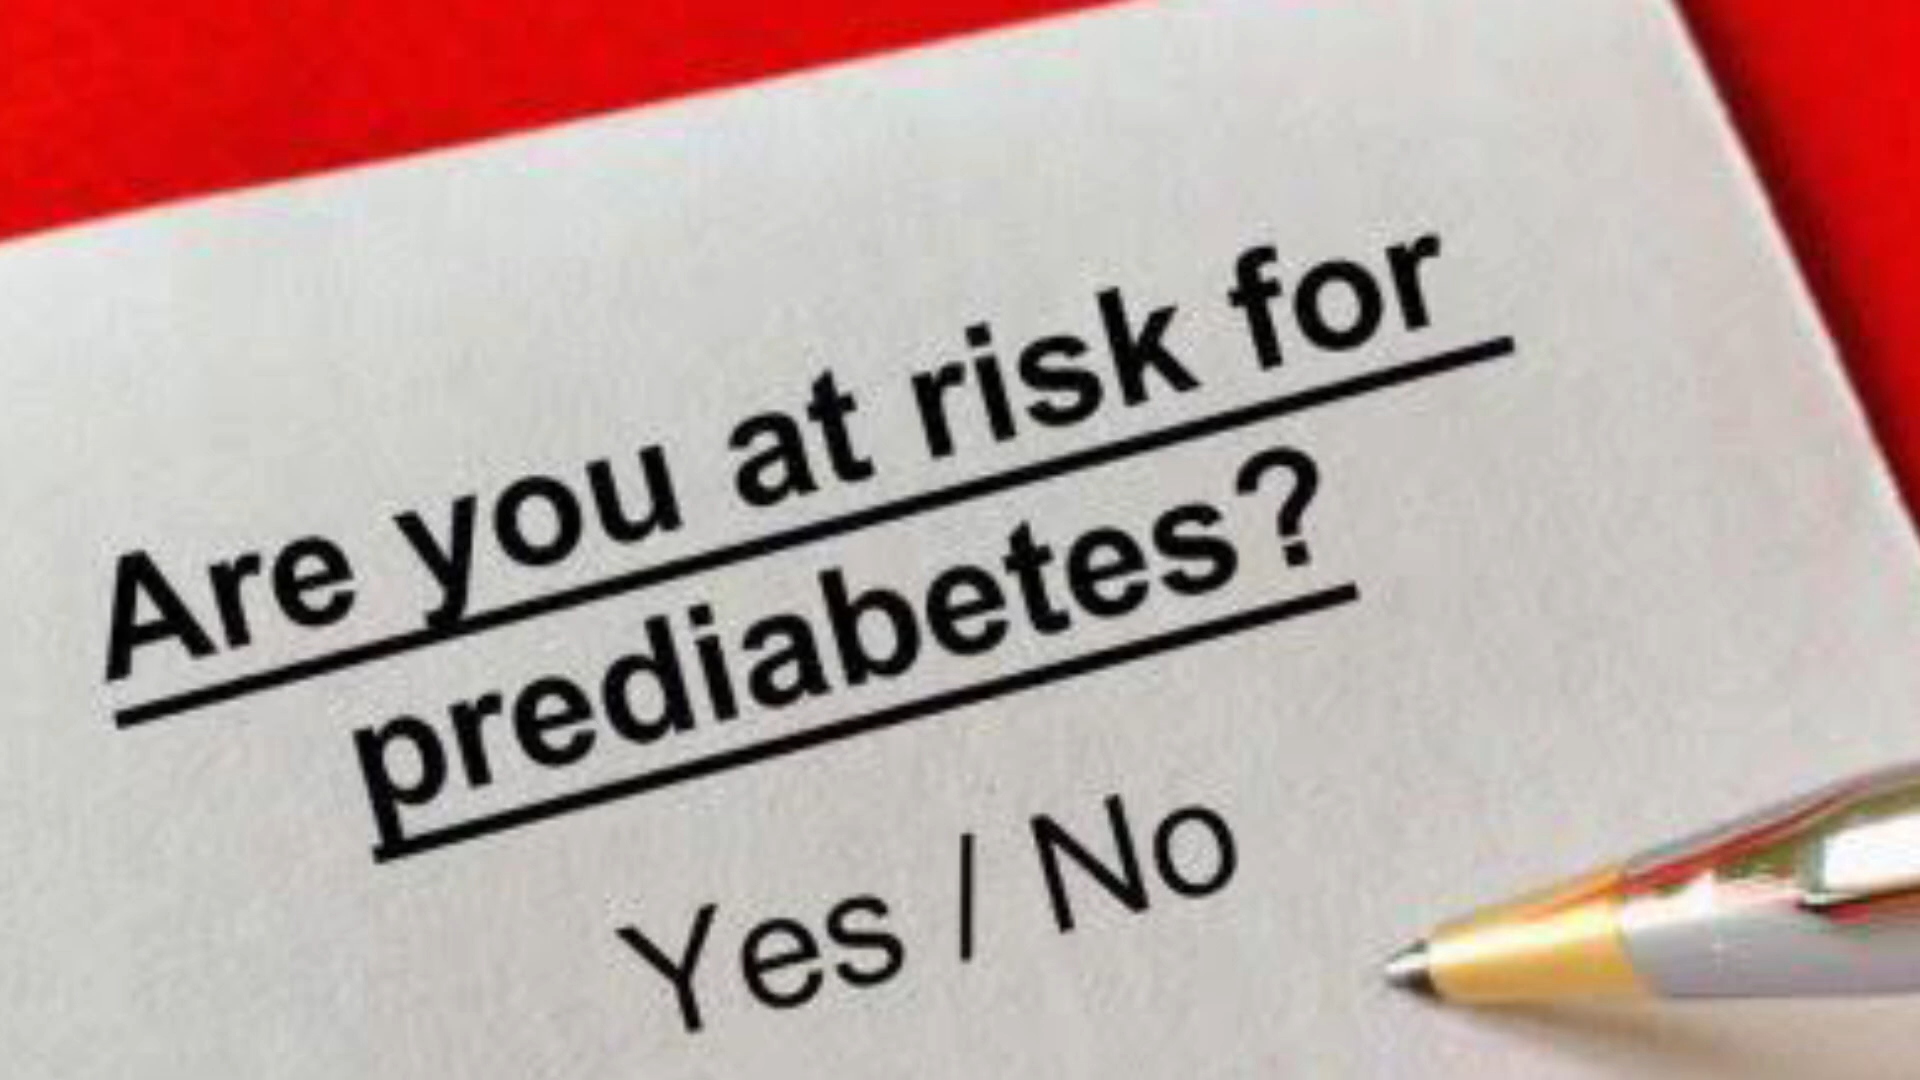 Are you at risk for
prediabetes?
Yes / No